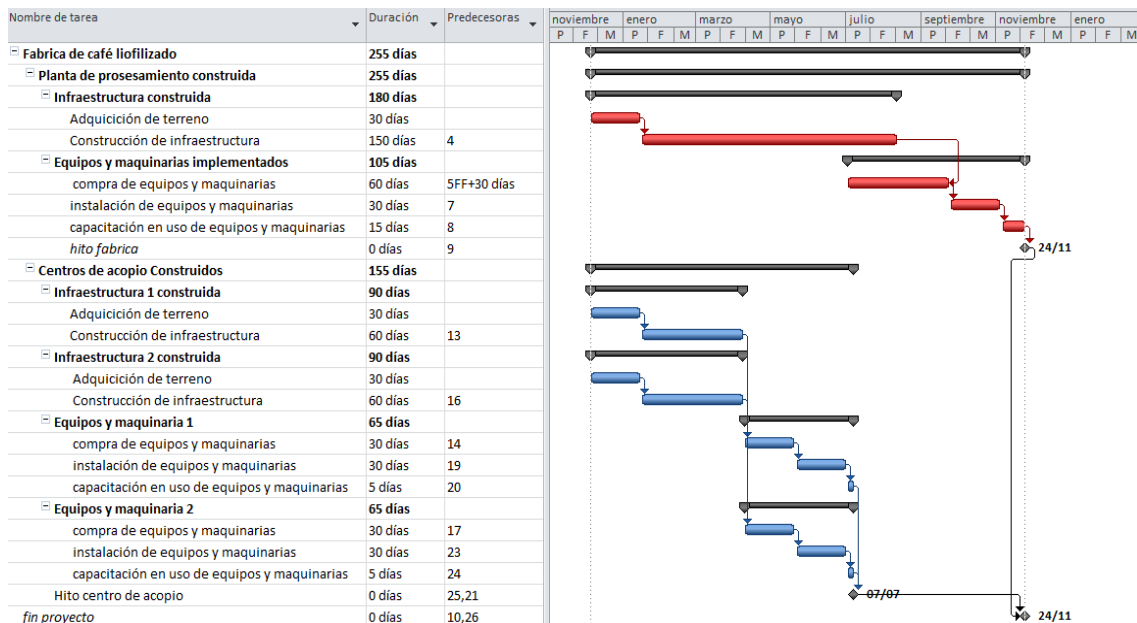 Nombre de tarea Duración Predecesoras noviembre enero marzo mayo julio septiembre noviembre enero
P F M P F M P F M P F M P F M P F M P F M P F M
Fabrica de café liofilizado 255 días
Planta de prosesamiento construida 255 días
Infraestructura construida 180 días
Adquicición de terreno 30 días
Construcción de infraestructura 150 días 4
Equipos y maquinarias implementados 105 días
compra de equipos y maquinarias 60 días 5FF+30 días
instalación de equipos y maquinarias 30 días 7
capacitación en uso de equipos y maquinarias 15 días 8
hito fabrica 0 días 9 24/11
Centros de acopio Construidos 155 días
Infraestructura 1 construida 90 días
Adquicición de terreno 30 días
Construcción de infraestructura 60 días 13
Infraestructura 2 construida 90 días
Adquicición de terreno 30 días
Construcción de infraestructura 60 días 16
Equipos y maquinaria 1 65 días
compra de equipos y maquinarias 30 días 14
instalación de equipos y maquinarias 30 días 19
capacitación en uso de equipos y maquinarias 5 días 20
Equipos y maquinaria 2 65 días
compra de equipos y maquinarias 30 días 17
instalación de equipos y maquinarias 30 días 23
capacitación en uso de equipos y maquinarias 5 días 24
Hito centro de acopio 0 días 25,21 07/07
fin proyecto 0 días 10,26 24/11